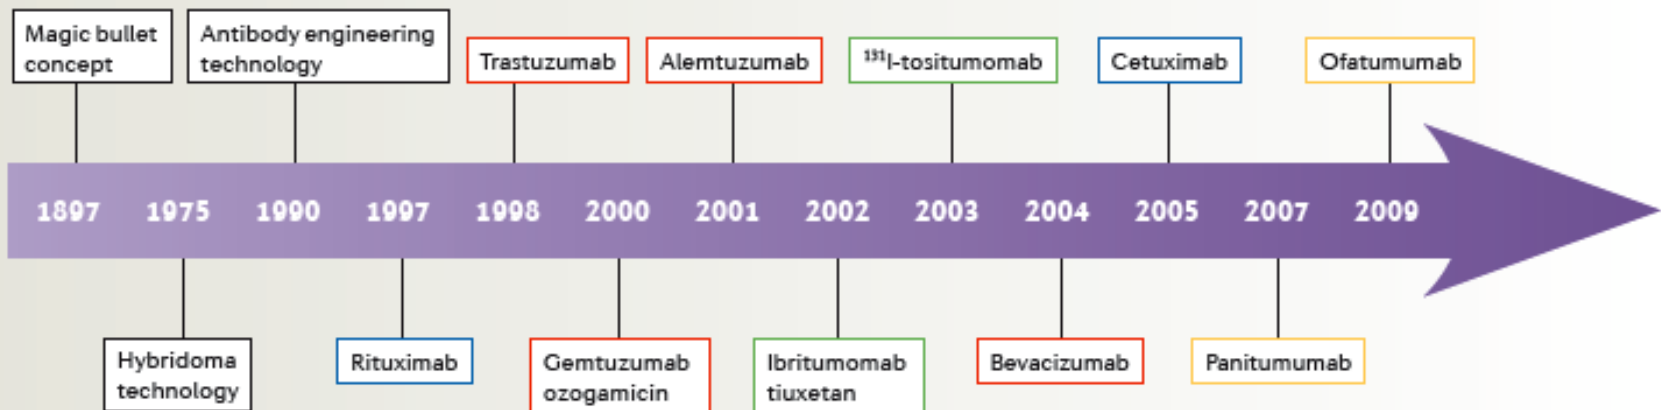 Magic bullet
concept
Antibody engineering
technology
Trastuzumab
Alemtuzumab
¹³¹I-tositumomab
Cetuximab
Ofatumumab
1897 1975 1990 1997 1998 2000 2001 2002 2003 2004 2005 2007 2009
Hybridoma
technology
Rituximab
Gemtuzumab
ozogamicin
Ibritumomab
tiuxetan
Bevacizumab
Panitumumab